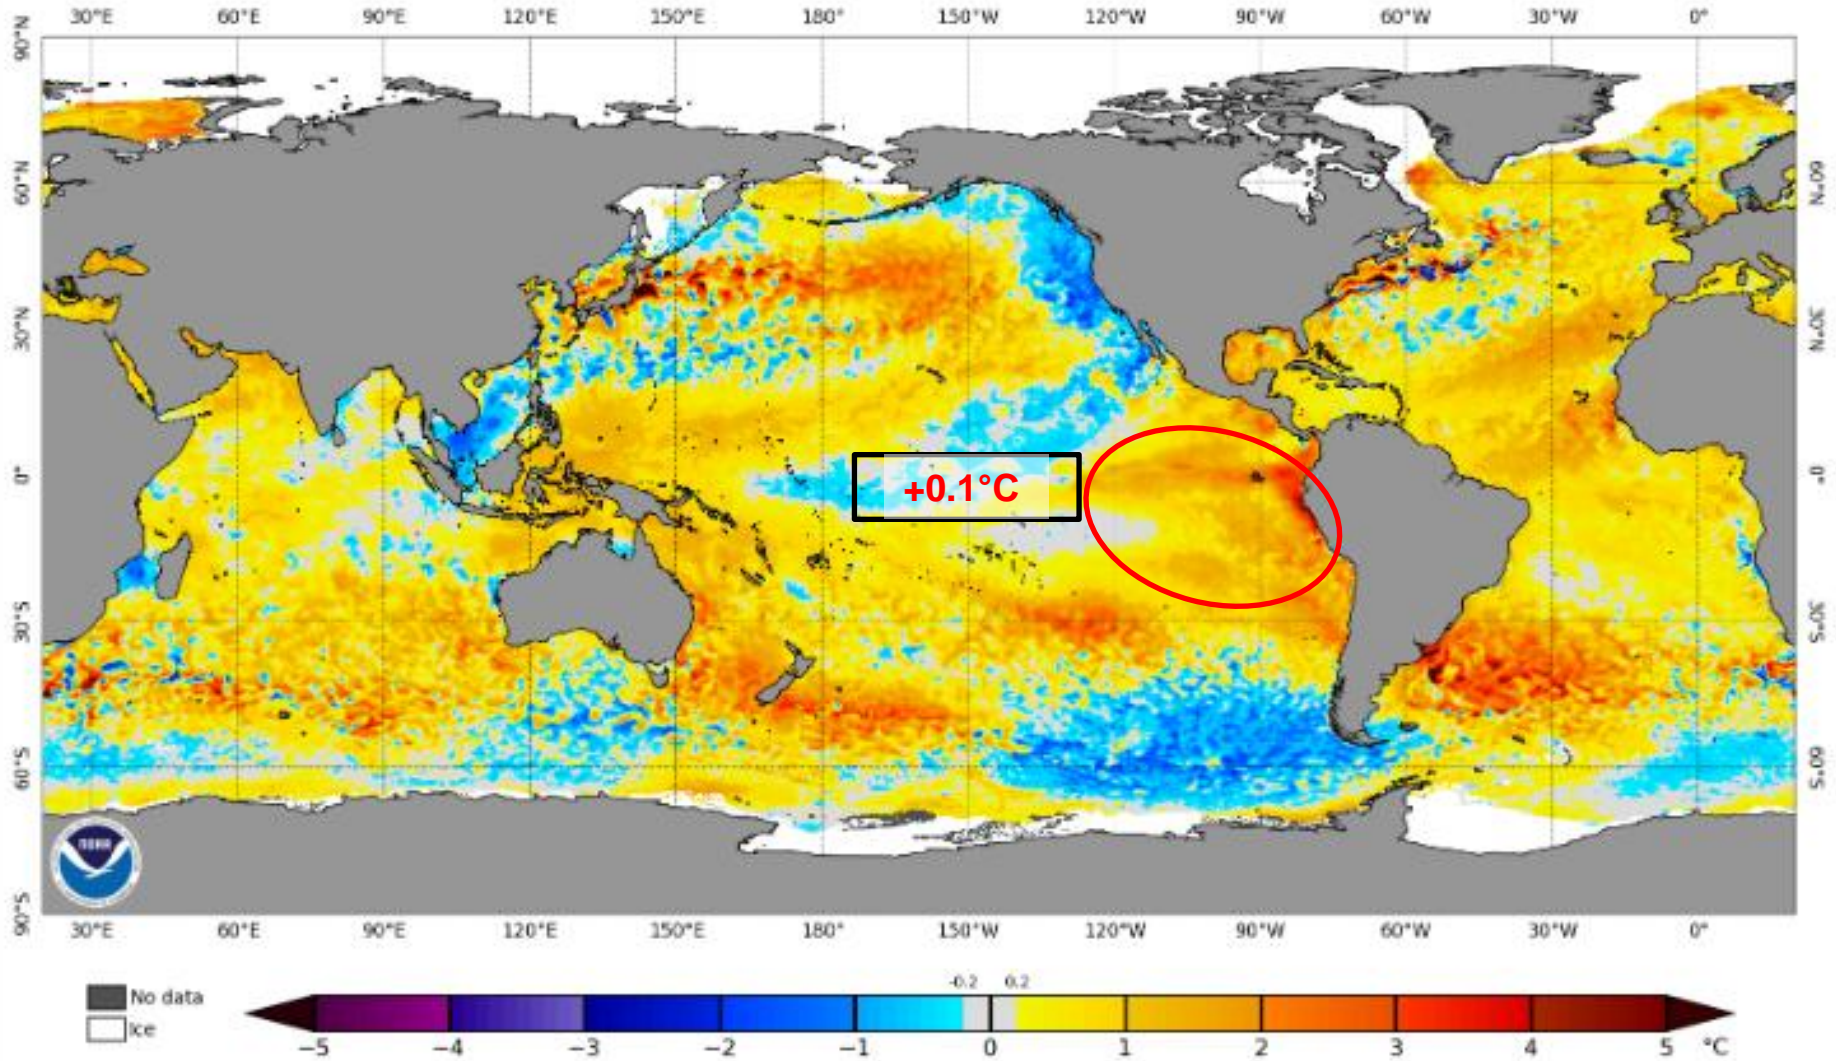 30°E 60°E 90°E 120°E 150°E 180° 150°W 120°W 90°W 60°W 30°W 0°
90°N
60°N 60°N
30°N 30°N
0° +0.1°C 0°
30°S 30°S
60°S 60°S
NOAA
90°S
30°E 60°E 90°E 120°E 150°E 180° 150°W 120°W 90°W 60°W 30°W 0°
-0.2 0.2
No data
Ice
−5 −4 −3 −2 −1 0 1 2 3 4 5 °C